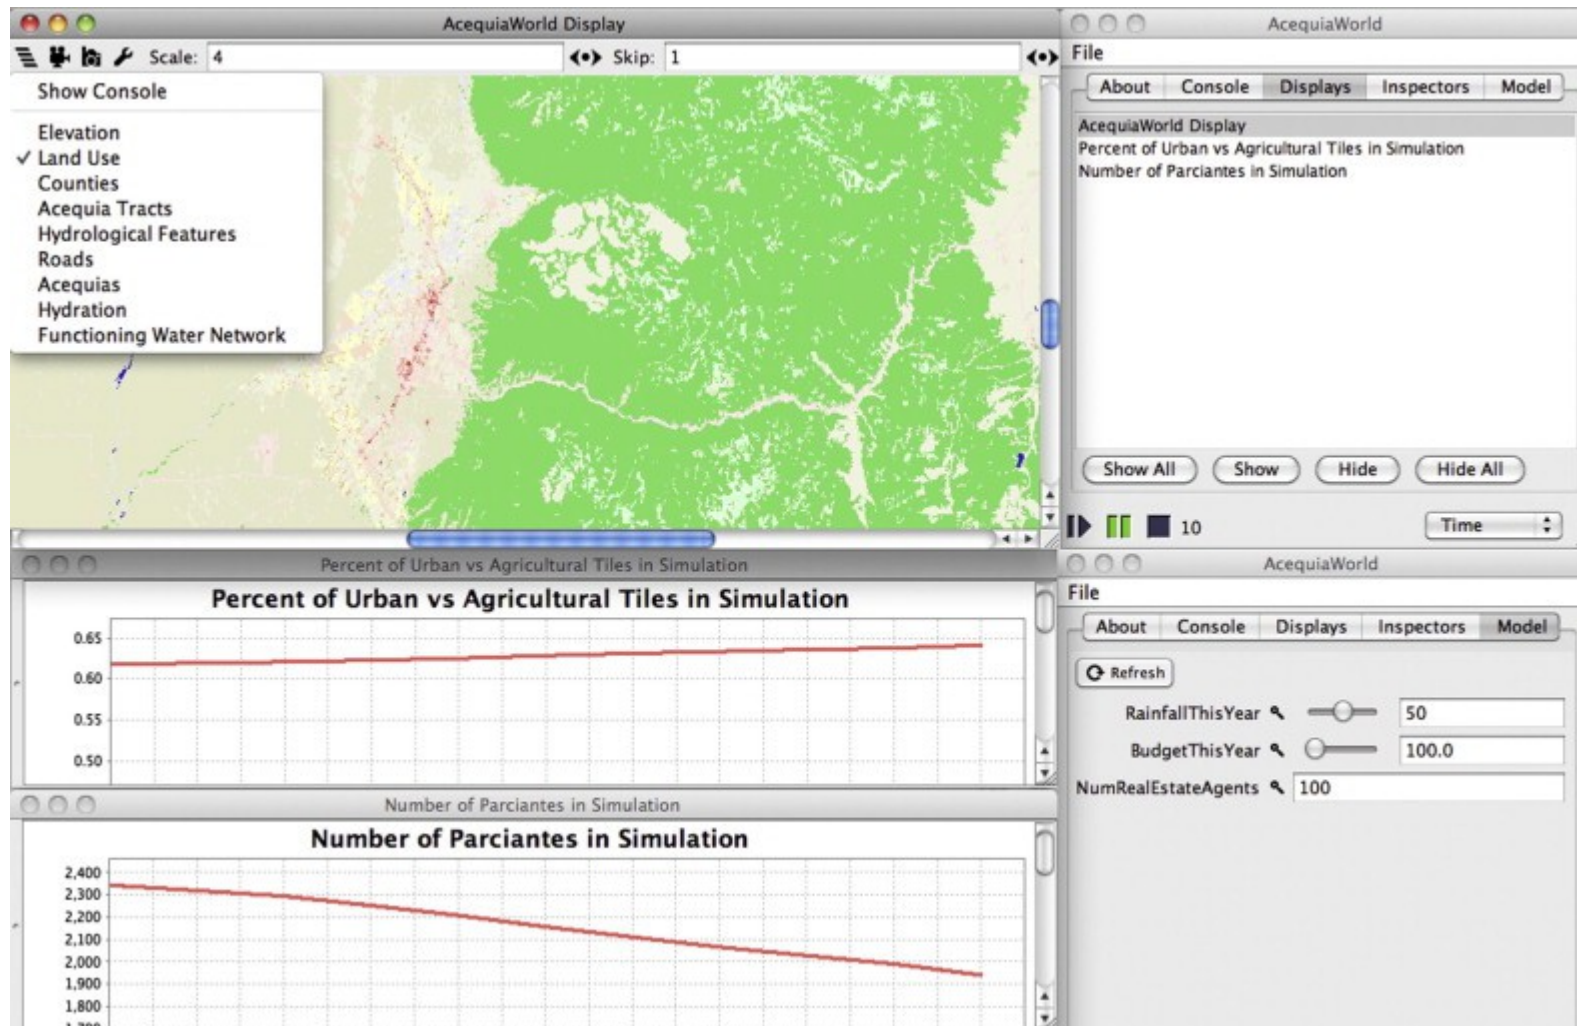 AcequiaWorld Display
Scale: 4 Skip: 1
Show Console
Elevation
✓ Land Use
Counties
Acequia Tracts
Hydrological Features
Roads
Acequias
Hydration
Functioning Water Network
AcequiaWorld
File
About Console Displays Inspectors Model
AcequiaWorld Display
Percent of Urban vs Agricultural Tiles in Simulation
Number of Parciantes in Simulation
Show All Show Hide Hide All
10 Time
Percent of Urban vs Agricultural Tiles in Simulation
Percent of Urban vs Agricultural Tiles in Simulation
0.65
0.60
0.55
0.50
Number of Parciantes in Simulation
Number of Parciantes in Simulation
2,400
2,300
2,200
2,100
2,000
1,900
1,800
1,700
AcequiaWorld
File
About Console Displays Inspectors Model
Refresh
RainfallThisYear 50
BudgetThisYear 100.0
NumRealEstateAgents 100